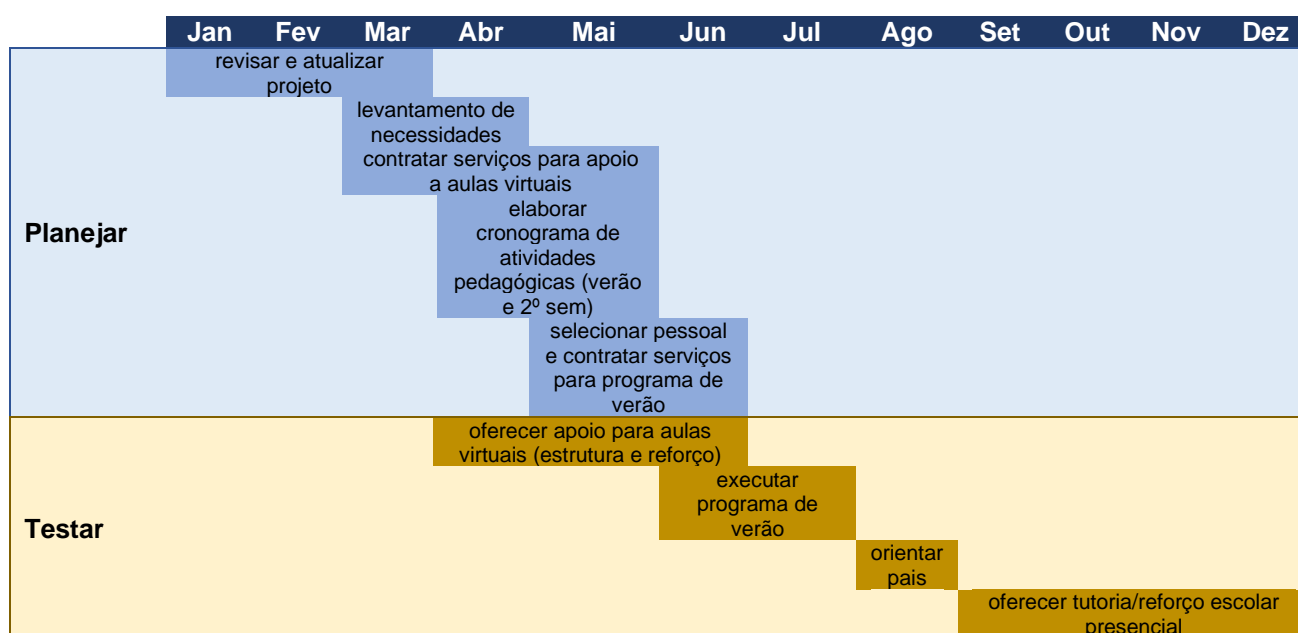 Jan Fev Mar Abr Mai Jun Jul Ago Set Out Nov Dez
Planejar
revisar e atualizar
projeto
levantamento de
necessidades
contratar serviços para apoio
a aulas virtuais
elaborar
cronograma de
atividades
pedagógicas (verão
e 2º sem)
selecionar pessoal
e contratar serviços
para programa de
verão
Testar
oferecer apoio para aulas
virtuais (estrutura e reforço)
executar
programa de
verão
orientar
pais
oferecer tutoria/reforço escolar
presencial